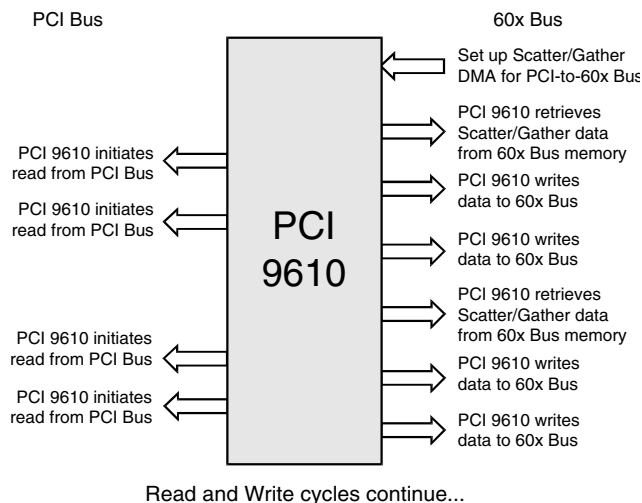 PCI Bus
60x Bus
Set up Scatter/Gather
DMA for PCI-to-60x Bus
PCI 9610 retrieves
Scatter/Gather data
from 60x Bus memory
PCI 9610 initiates
read from PCI Bus
PCI 9610 writes
data to 60x Bus
PCI 9610 initiates
read from PCI Bus
PCI
9610
PCI 9610 writes
data to 60x Bus
PCI 9610 retrieves
Scatter/Gather data
from 60x Bus memory
PCI 9610 initiates
read from PCI Bus
PCI 9610 writes
data to 60x Bus
PCI 9610 initiates
read from PCI Bus
PCI 9610 writes
data to 60x Bus
Read and Write cycles continue...